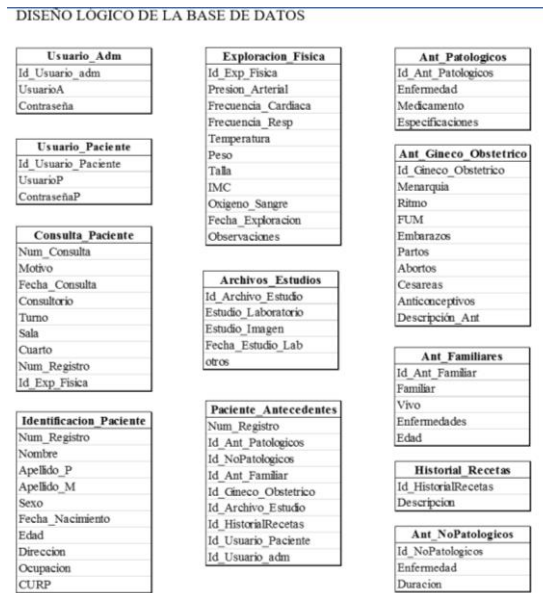 DISEÑO LÓGICO DE LA BASE DE DATOS
Usuario_Adm
Id_Usuario_adm
UsuarioA
Contraseña
Usuario_Paciente
Id_Usuario_Paciente
UsuarioP
ContraseñaP
Consulta_Paciente
Num_Consulta
Motivo
Fecha_Consulta
Consultorio
Turno
Sala
Cuarto
Num_Registro
Id_Exp_Fisica
Identificacion_Paciente
Num_Registro
Nombre
Apellido_P
Apellido_M
Sexo
Fecha_Nacimiento
Edad
Direccion
Ocupacion
CURP
Exploracion_Fisica
Id_Exp_Fisica
Presion_Arterial
Frecuencia_Cardiaca
Frecuencia_Resp
Temperatura
Peso
Talla
IMC
Oxigeno_Sangre
Fecha_Exploracion
Observaciones
Archivos_Estudios
Id_Archivo_Estudio
Estudio_Laboratorio
Estudio_Imagen
Fecha_Estudio_Lab
otros
Paciente_Antecedentes
Num_Registro
Id_Ant_Patologicos
Id_NoPatologicos
Id_Ant_Familiar
Id_Gineco_Obstetrico
Id_Archivo_Estudio
Id_HistorialRecetas
Id_Usuario_Paciente
Id_Usuario_adm
Ant_Patologicos
Id_Ant_Patologicos
Enfermedad
Medicamento
Especificaciones
Ant_Gineco_Obstetrico
Id_Gineco_Obstetrico
Menarquia
Ritmo
FUM
Embarazos
Partos
Abortos
Cesareas
Anticonceptivos
Descripción_Ant
Ant_Familiares
Id_Ant_Familiar
Familiar
Vivo
Enfermedades
Edad
Historial_Recetas
Id_HistorialRecetas
Descripcion
Ant_NoPatologicos
Id_NoPatologicos
Enfermedad
Duracion